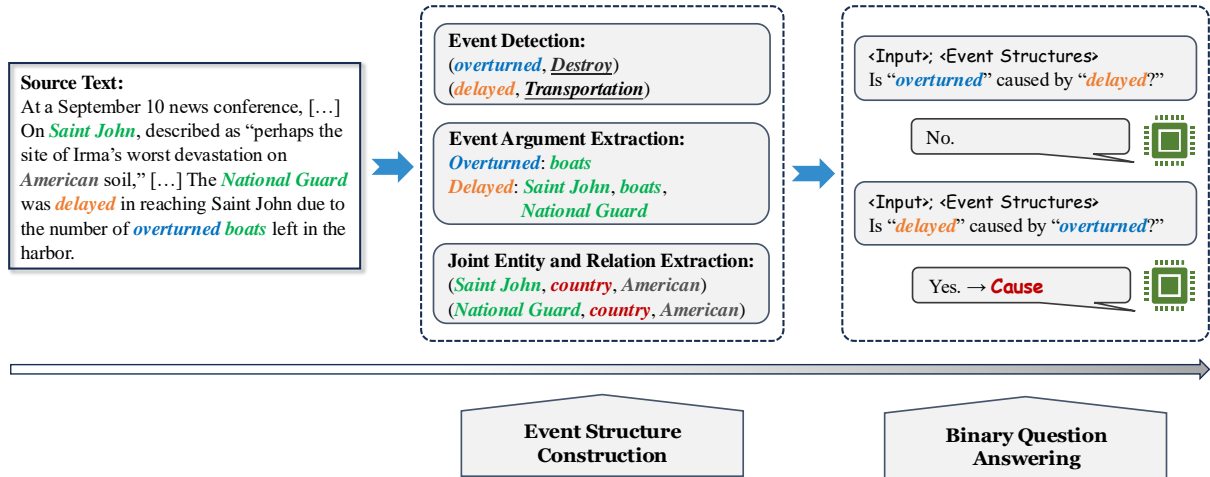 Source Text:
At a September 10 news conference, […]
On Saint John, described as “perhaps the
site of Irma’s worst devastation on
American soil,” […] The National Guard
was delayed in reaching Saint John due to
the number of overturned boats left in the
harbor.
Event Detection:
(overturned, Destroy)
(delayed, Transportation)
Event Argument Extraction:
Overturned: boats
Delayed: Saint John, boats,
National Guard
Joint Entity and Relation Extraction:
(Saint John, country, American)
(National Guard, country, American)
<Input>; <Event Structures>
Is “overturned” caused by “delayed?”
No.
<Input>; <Event Structures>
Is “delayed” caused by “overturned?”
Yes. → Cause
Event Structure
Construction
Binary Question
Answering